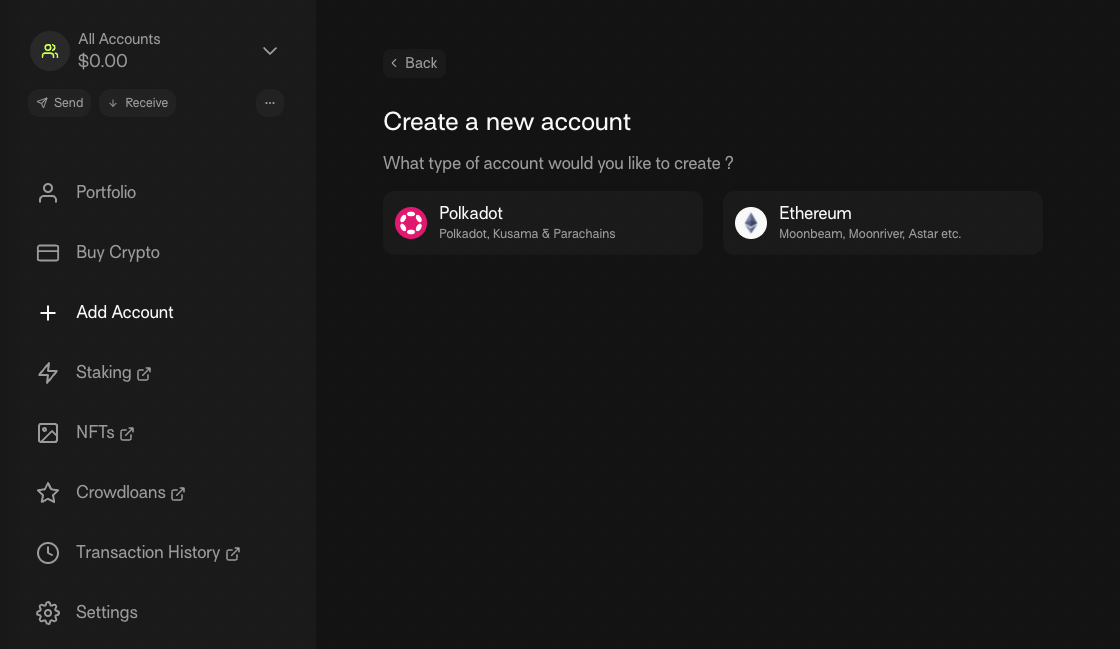 All Accounts
$0.00
Send
Receive
Portfolio
Buy Crypto
Add Account
Staking
NFTs
Crowdloans
Transaction History
Settings
Back
Create a new account
What type of account would you like to create ?
Polkadot
Polkadot, Kusama & Parachains
Ethereum
Moonbeam, Moonriver, Astar etc.